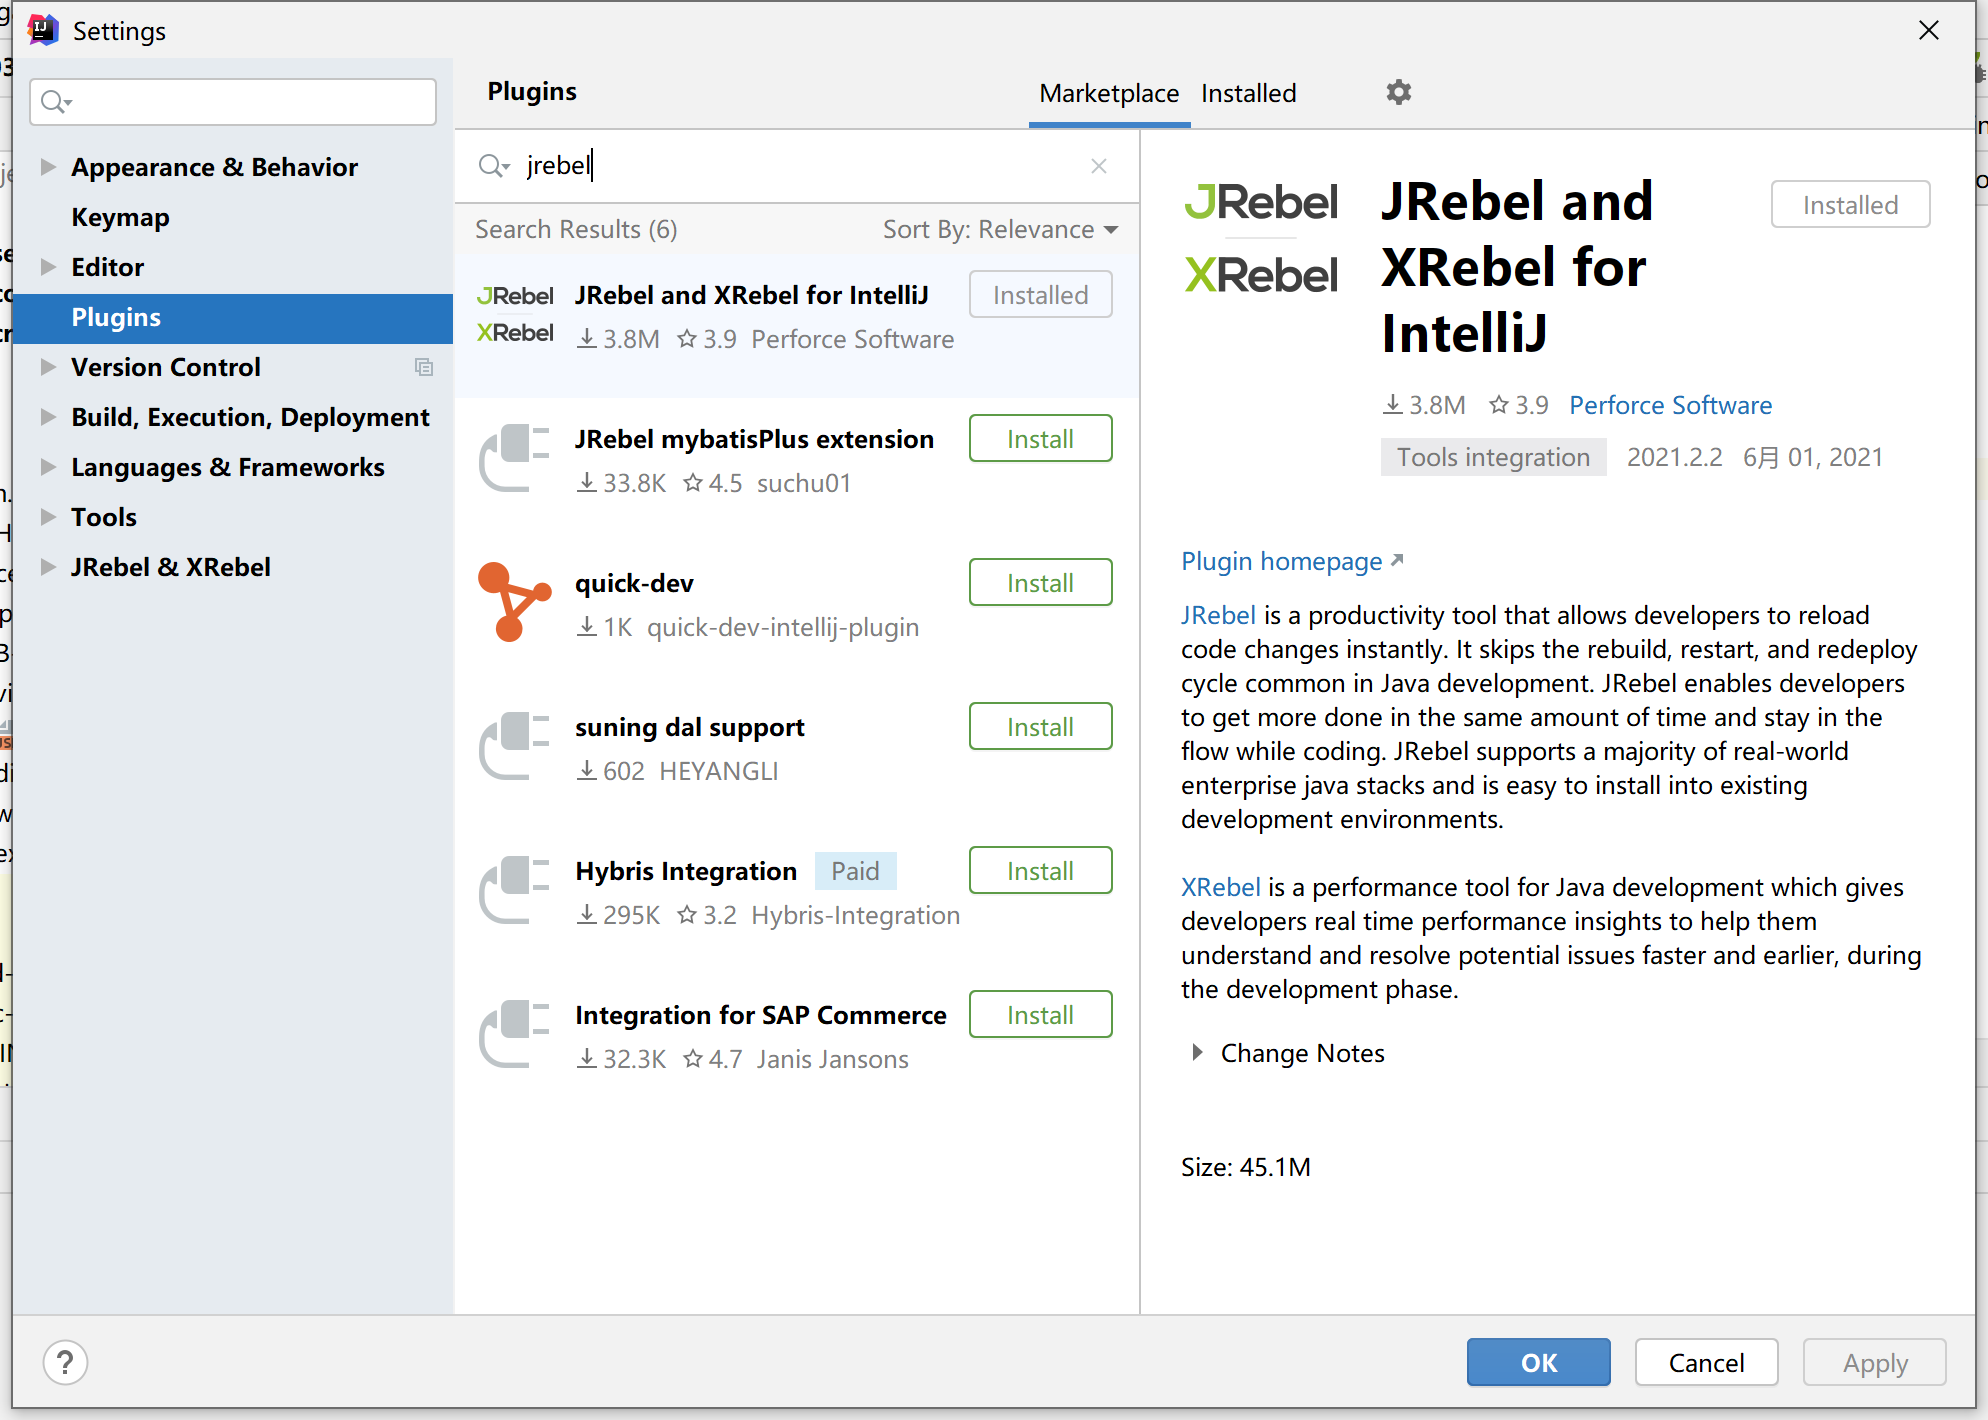 Settings
Plugins
Marketplace Installed
Appearance & Behavior
Keymap
Editor
Plugins
Version Control
Build, Execution, Deployment
Languages & Frameworks
Tools
JRebel & XRebel
jrebel
Search Results (6)
Sort By: Relevance
JRebel
XRebel
JRebel and XRebel for IntelliJ
Installed
3.8M 3.9 Perforce Software
JRebel mybatisPlus extension
Install
33.8K 4.5 suchu01
quick-dev
Install
1K quick-dev-intellij-plugin
suning dal support
Install
602 HEYANGLI
Hybris Integration Paid
Install
295K 3.2 Hybris-Integration
Integration for SAP Commerce
Install
32.3K 4.7 Janis Jansons
JRebel
XRebel
JRebel and
XRebel for
IntelliJ
Installed
3.8M 3.9 Perforce Software
Tools integration 2021.2.2 6月 01, 2021
Plugin homepage
JRebel is a productivity tool that allows developers to reload
code changes instantly. It skips the rebuild, restart, and redeploy
cycle common in Java development. JRebel enables developers
to get more done in the same amount of time and stay in the
flow while coding. JRebel supports a majority of real-world
enterprise java stacks and is easy to install into existing
development environments.
XRebel is a performance tool for Java development which gives
developers real time performance insights to help them
understand and resolve potential issues faster and earlier, during
the development phase.
Change Notes
Size: 45.1M
?
OK
Cancel
Apply